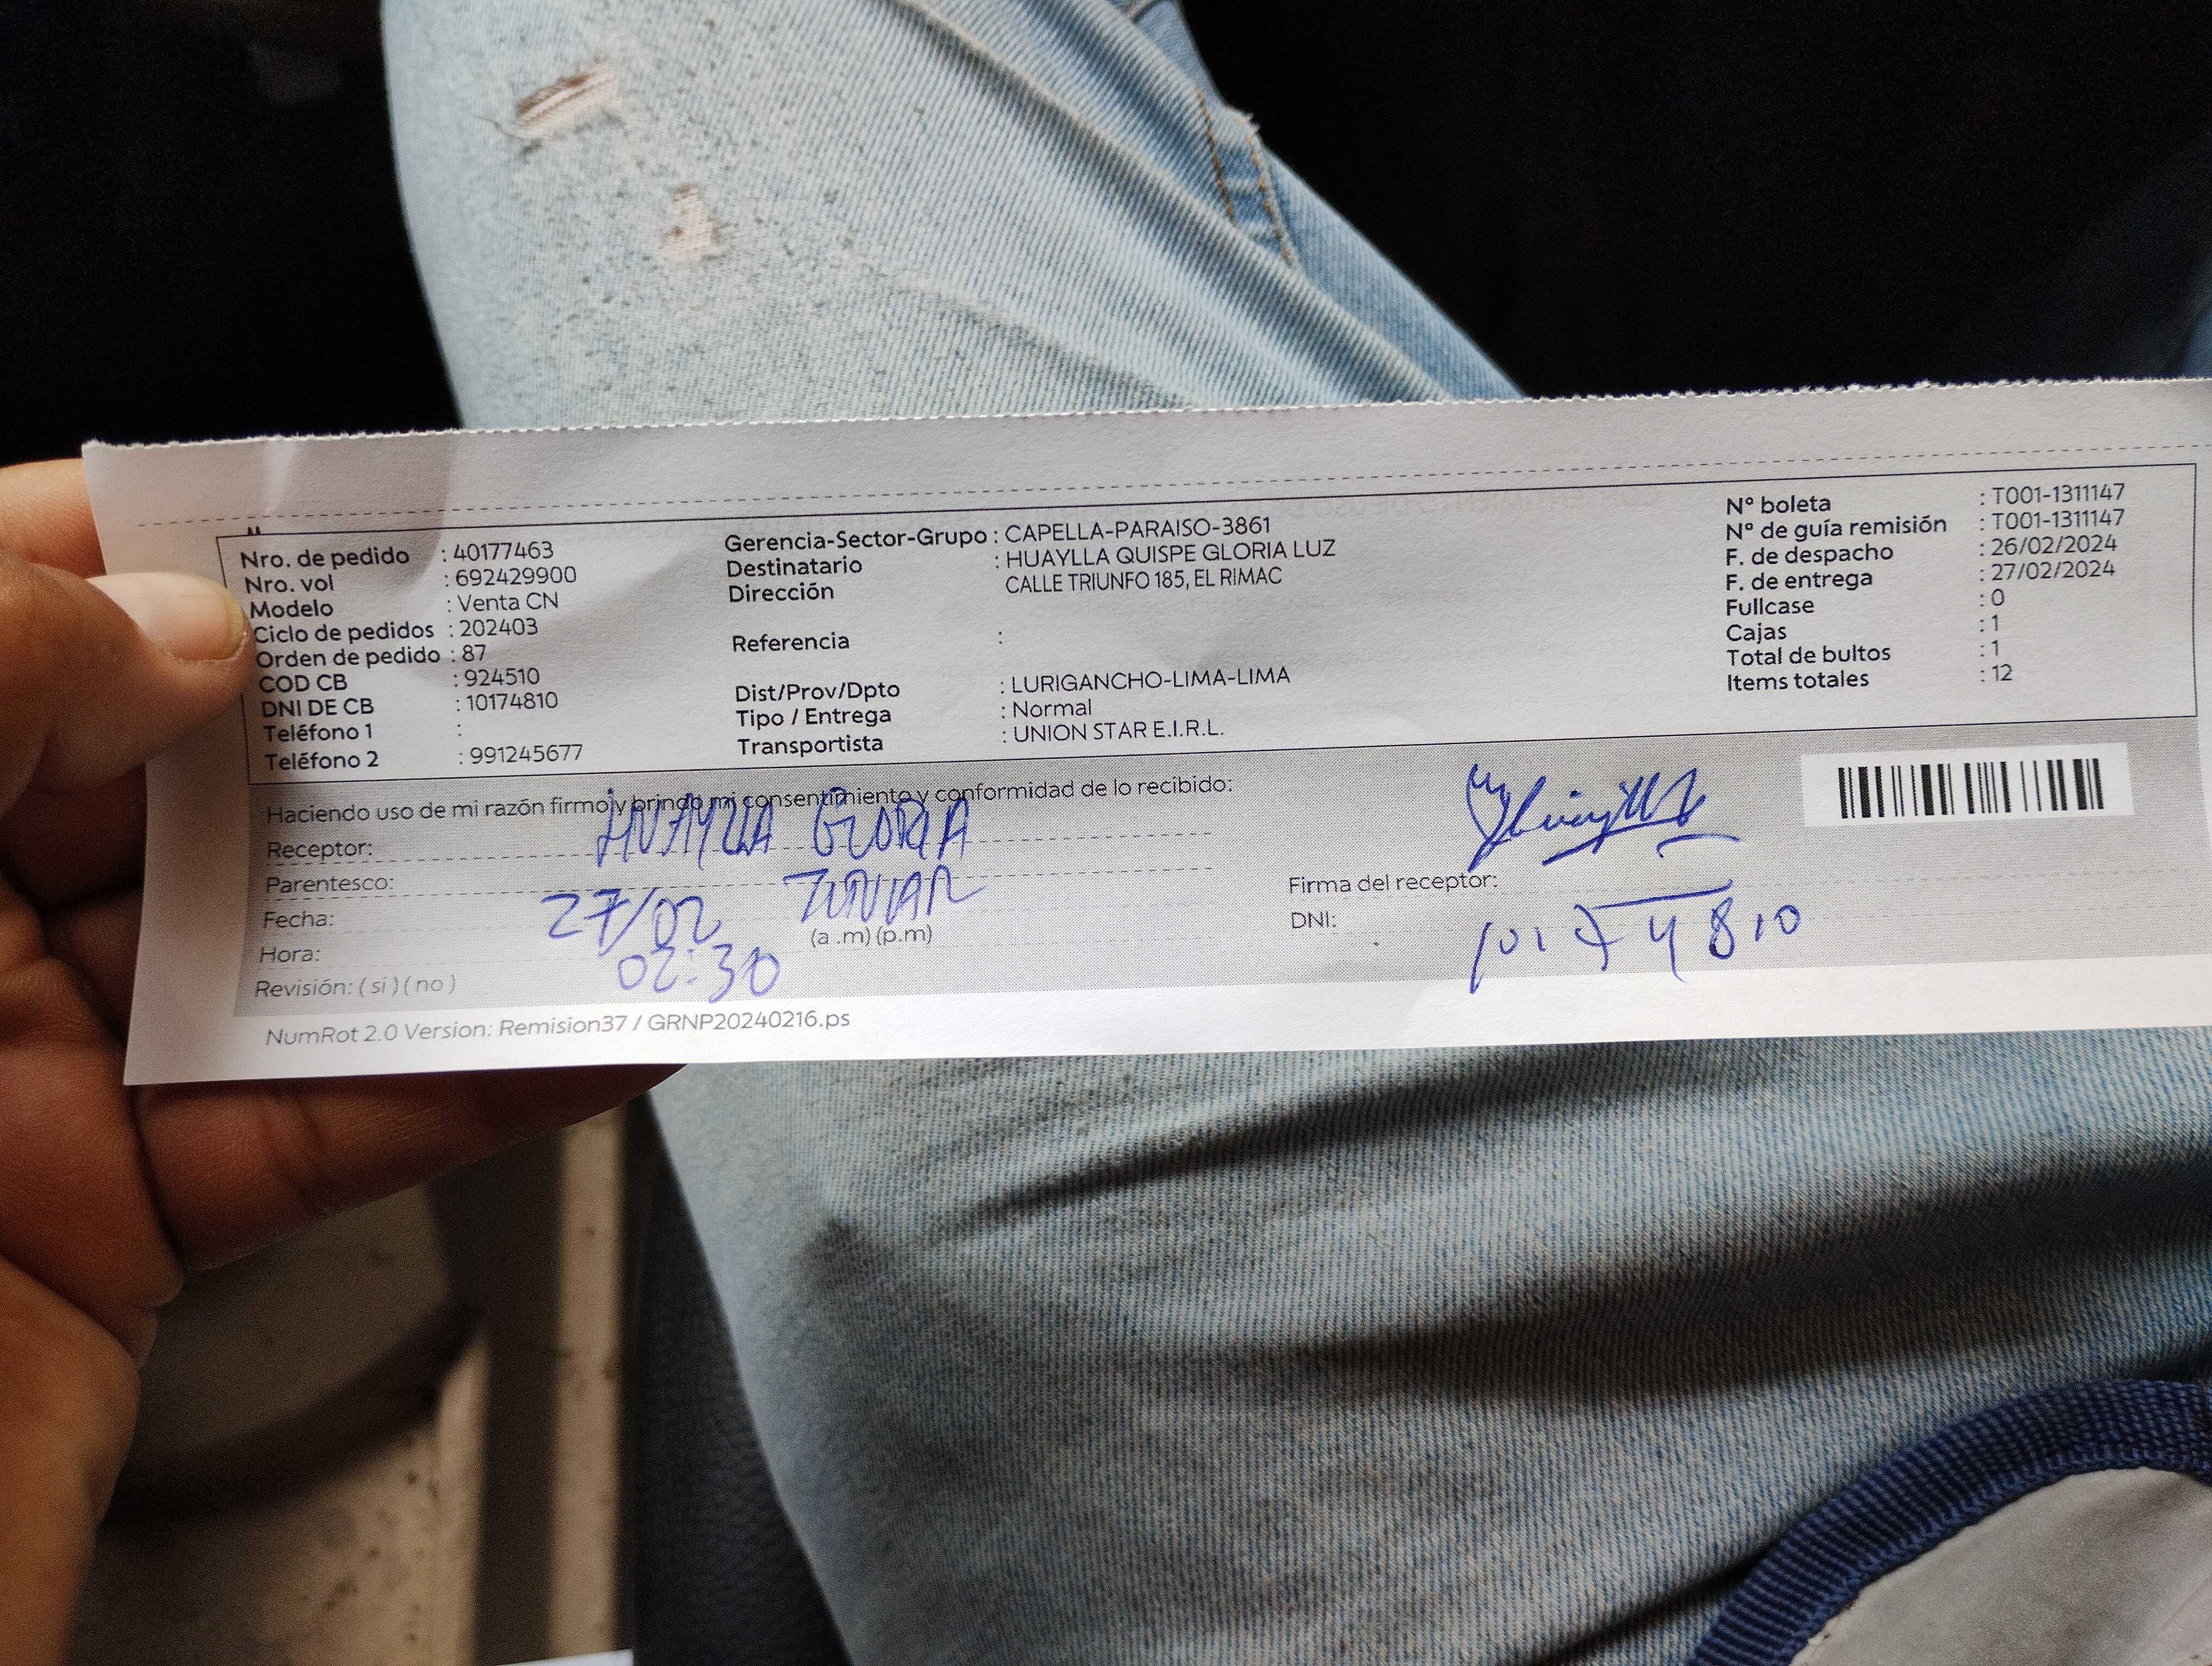 Nro. de pedido : 40177463
Nro. vol : 692429900
Modelo : Venta CN
Ciclo de pedidos : 202403
Orden de pedido : 87
COD CB : 924510
DNI DE CB : 10174810
Teléfono 1 :
Teléfono 2 : 991245677
Gerencia-Sector-Grupo : CAPELLA-PARAISO-3861
Destinatario : HUAYLLA QUISPE GLORIA LUZ
Dirección CALLE TRIUNFO 185, EL RIMAC
Referencia :
Dist/Prov/Dpto : LURIGANCHO-LIMA-LIMA
Tipo / Entrega : Normal
Transportista : UNION STAR E.I.R.L.
N° boleta : T001-1311147
N° de guía remisión : T001-1311147
F. de despacho : 26/02/2024
F. de entrega : 27/02/2024
Fullcase : 0
Cajas : 1
Total de bultos : 1
Items totales : 12
Haciendo uso de mi razón firmo y brindo mi consentimiento y conformidad de lo recibido:
Receptor: HUAYLLA GLORIA
Parentesco: TITULAR
Fecha: 27/02
Hora: 02:30 (a .m) (p.m)
Revisión: ( si ) ( no )
Firma del receptor:
DNI: 10174810
NumRot 2.0 Version: Remision37 / GRNP20240216.ps